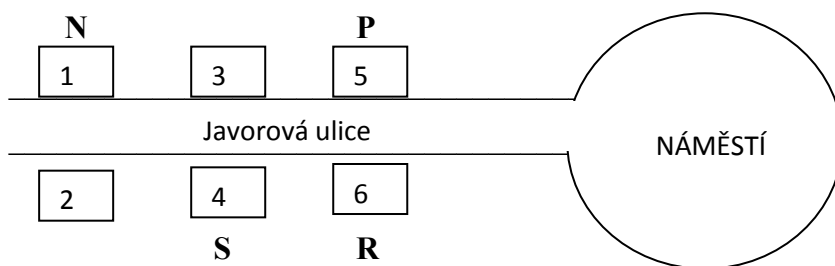 N P
1 3 5
Javorová ulice
NÁMĚSTÍ
2 4 6
S R